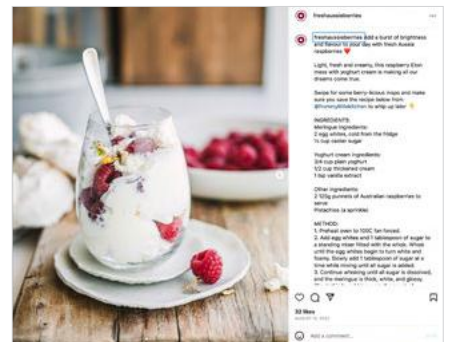 freshaussieberries
freshaussieberries Add a burst of brightness
and flavour to your day with fresh Aussie
raspberries ❤️
Light, fresh and creamy, this raspberry Eton
mess with yoghurt cream is making all our
dreams come true.
Swipe for some berry-licious inspo and make
sure you save the recipe below from
to whip up later 👇
INGREDIENTS:
Meringue ingredients:
2 egg whites, cold from the fridge
cup caster sugar
Yoghurt cream ingredients:
3/4 cup plain yoghurt
1/2 cup thickened cream
1 tsp vanilla extract
Other ingredients:
2 125g punnets of Australian raspberries to
serve
Pistachios (a sprinkle)
METHOD:
1. Preheat oven to 100C fan forced.
2. Add egg whites and 1 tablespoon of sugar to
a standing mixer fitted with the whisk. Whisk
until the egg whites begin to turn white and
foamy. Slowly add 1 tablespoon of sugar at a
time while mixing until all sugar is added.
3. Continue whisking until all sugar is dissolved,
and the meringue is thick, white, and glossy.
32 likes
Add a comment...